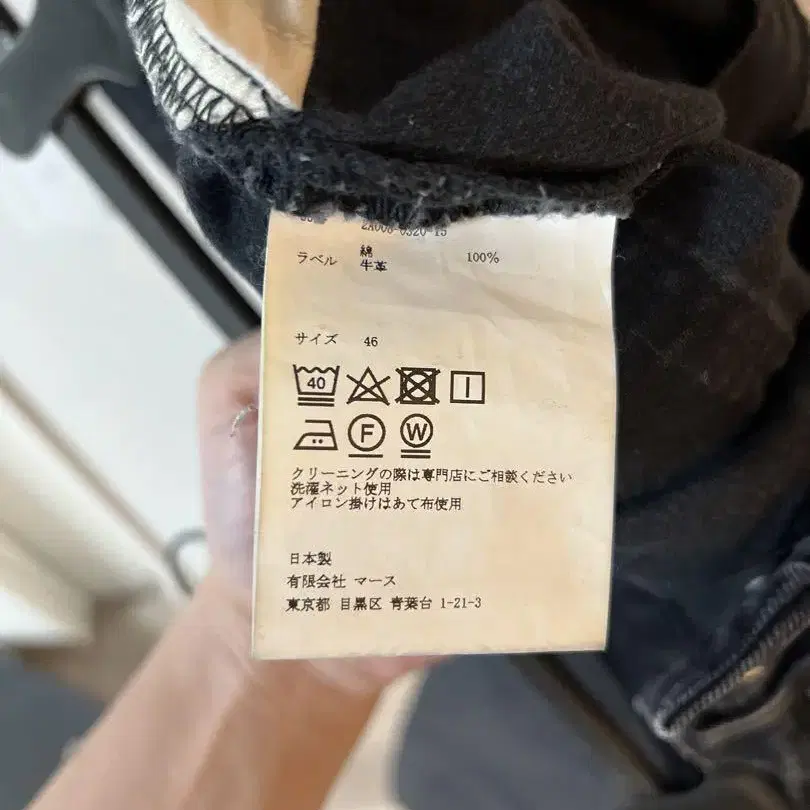 2A008-0320-15
綿
ラベル 牛革 100%
サイズ 46
40
F W
クリーニングの際は専門店にご相談ください
洗濯ネット使用
アイロン掛けはあて布使用
日本製
有限会社 マース
東京都 目黒区 青葉台 1-21-3